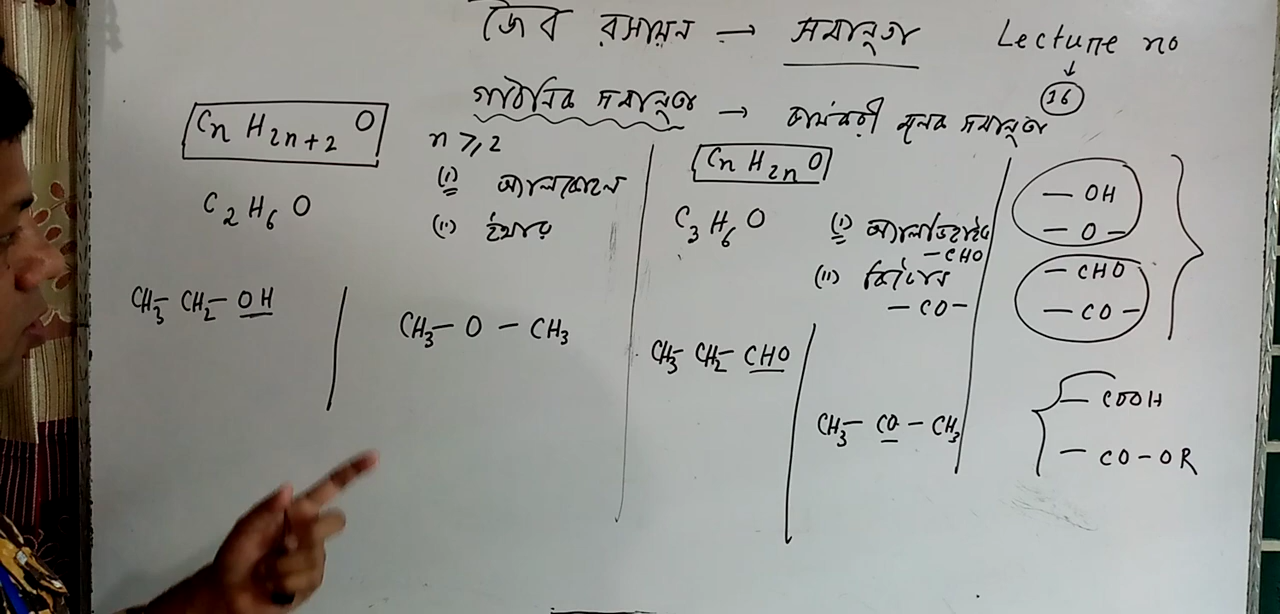 জৈব রসায়ন → সমানুতা Lecture no
↓
16
গাঠনিক সমানুতা → কার্যকরী মূলক সমানুতা
CnH2n+2O
n ≥ 2
(i) অ্যালকোহল
(ii) ইথার
C2H6O
CH3-CH2-OH
CH3-O-CH3
CnH2nO
C3H6O
(i) অ্যালডিহাইড
-CHO
(ii) কিটোন
-CO-
CH3-CH2-CHO
CH3-CO-CH3
-OH
-O-
-CHO
-CO-
-COOH
-CO-OR